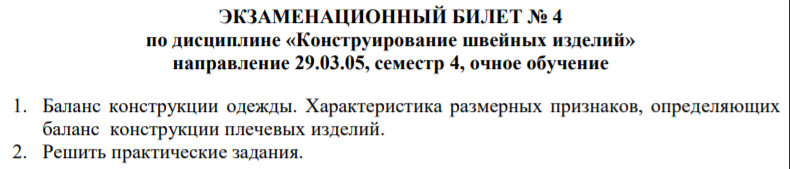 ЭКЗАМЕНАЦИОННЫЙ БИЛЕТ № 4
по дисциплине «Конструирование швейных изделий»
направление 29.03.05, семестр 4, очное обучение
1. Баланс конструкции одежды. Характеристика размерных признаков, определяющих
баланс конструкции плечевых изделий.
2. Решить практические задания.